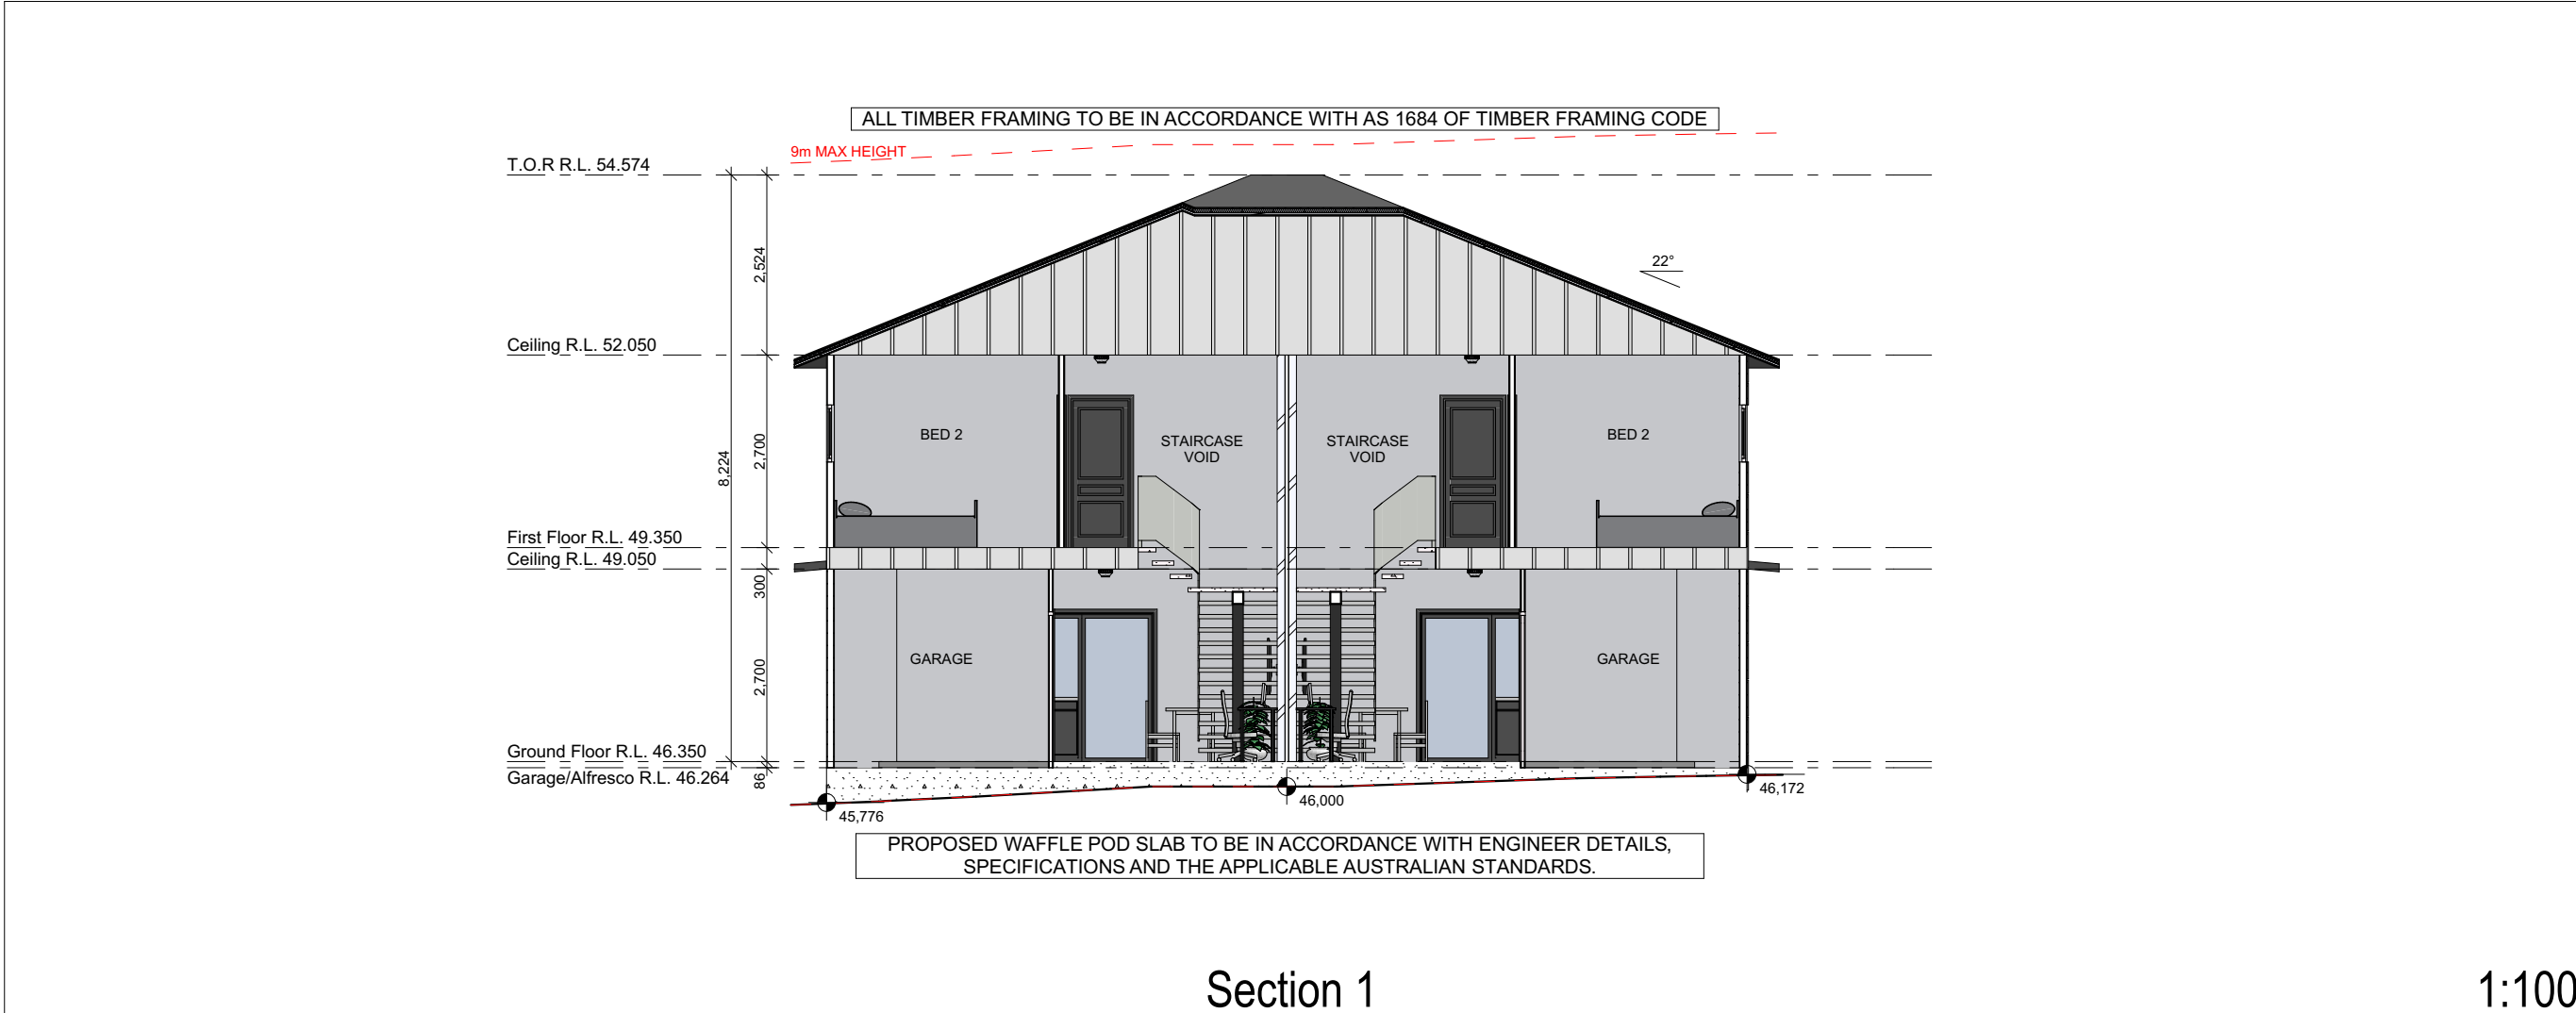 ALL TIMBER FRAMING TO BE IN ACCORDANCE WITH AS 1684 OF TIMBER FRAMING CODE
9m MAX HEIGHT
T.O.R R.L. 54.574
2,524
22°
Ceiling R.L. 52.050
BED 2
STAIRCASE
VOID
STAIRCASE
VOID
BED 2
2,700
8,224
First Floor R.L. 49.350
Ceiling R.L. 49.050
300
GARAGE
GARAGE
2,700
Ground Floor R.L. 46.350
Garage/Alfresco R.L. 46.264
86
45,776
46,000
46,172
PROPOSED WAFFLE POD SLAB TO BE IN ACCORDANCE WITH ENGINEER DETAILS,
SPECIFICATIONS AND THE APPLICABLE AUSTRALIAN STANDARDS.
Section 1
1:100